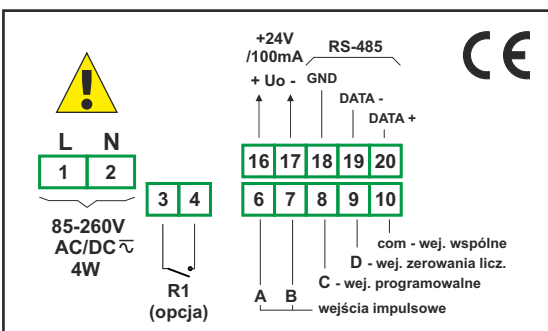 +24V
/100mA
RS-485
CE
+ Uo -
GND
DATA -
DATA +
L N
1 2
16 17 18 19 20
3 4
6 7 8 9 10
85-260V
AC/DC
4W
com - wej. wspólne
D - wej. zerowania licz.
C - wej. programowalne
R1
(opcja)
A B
wejścia impulsowe